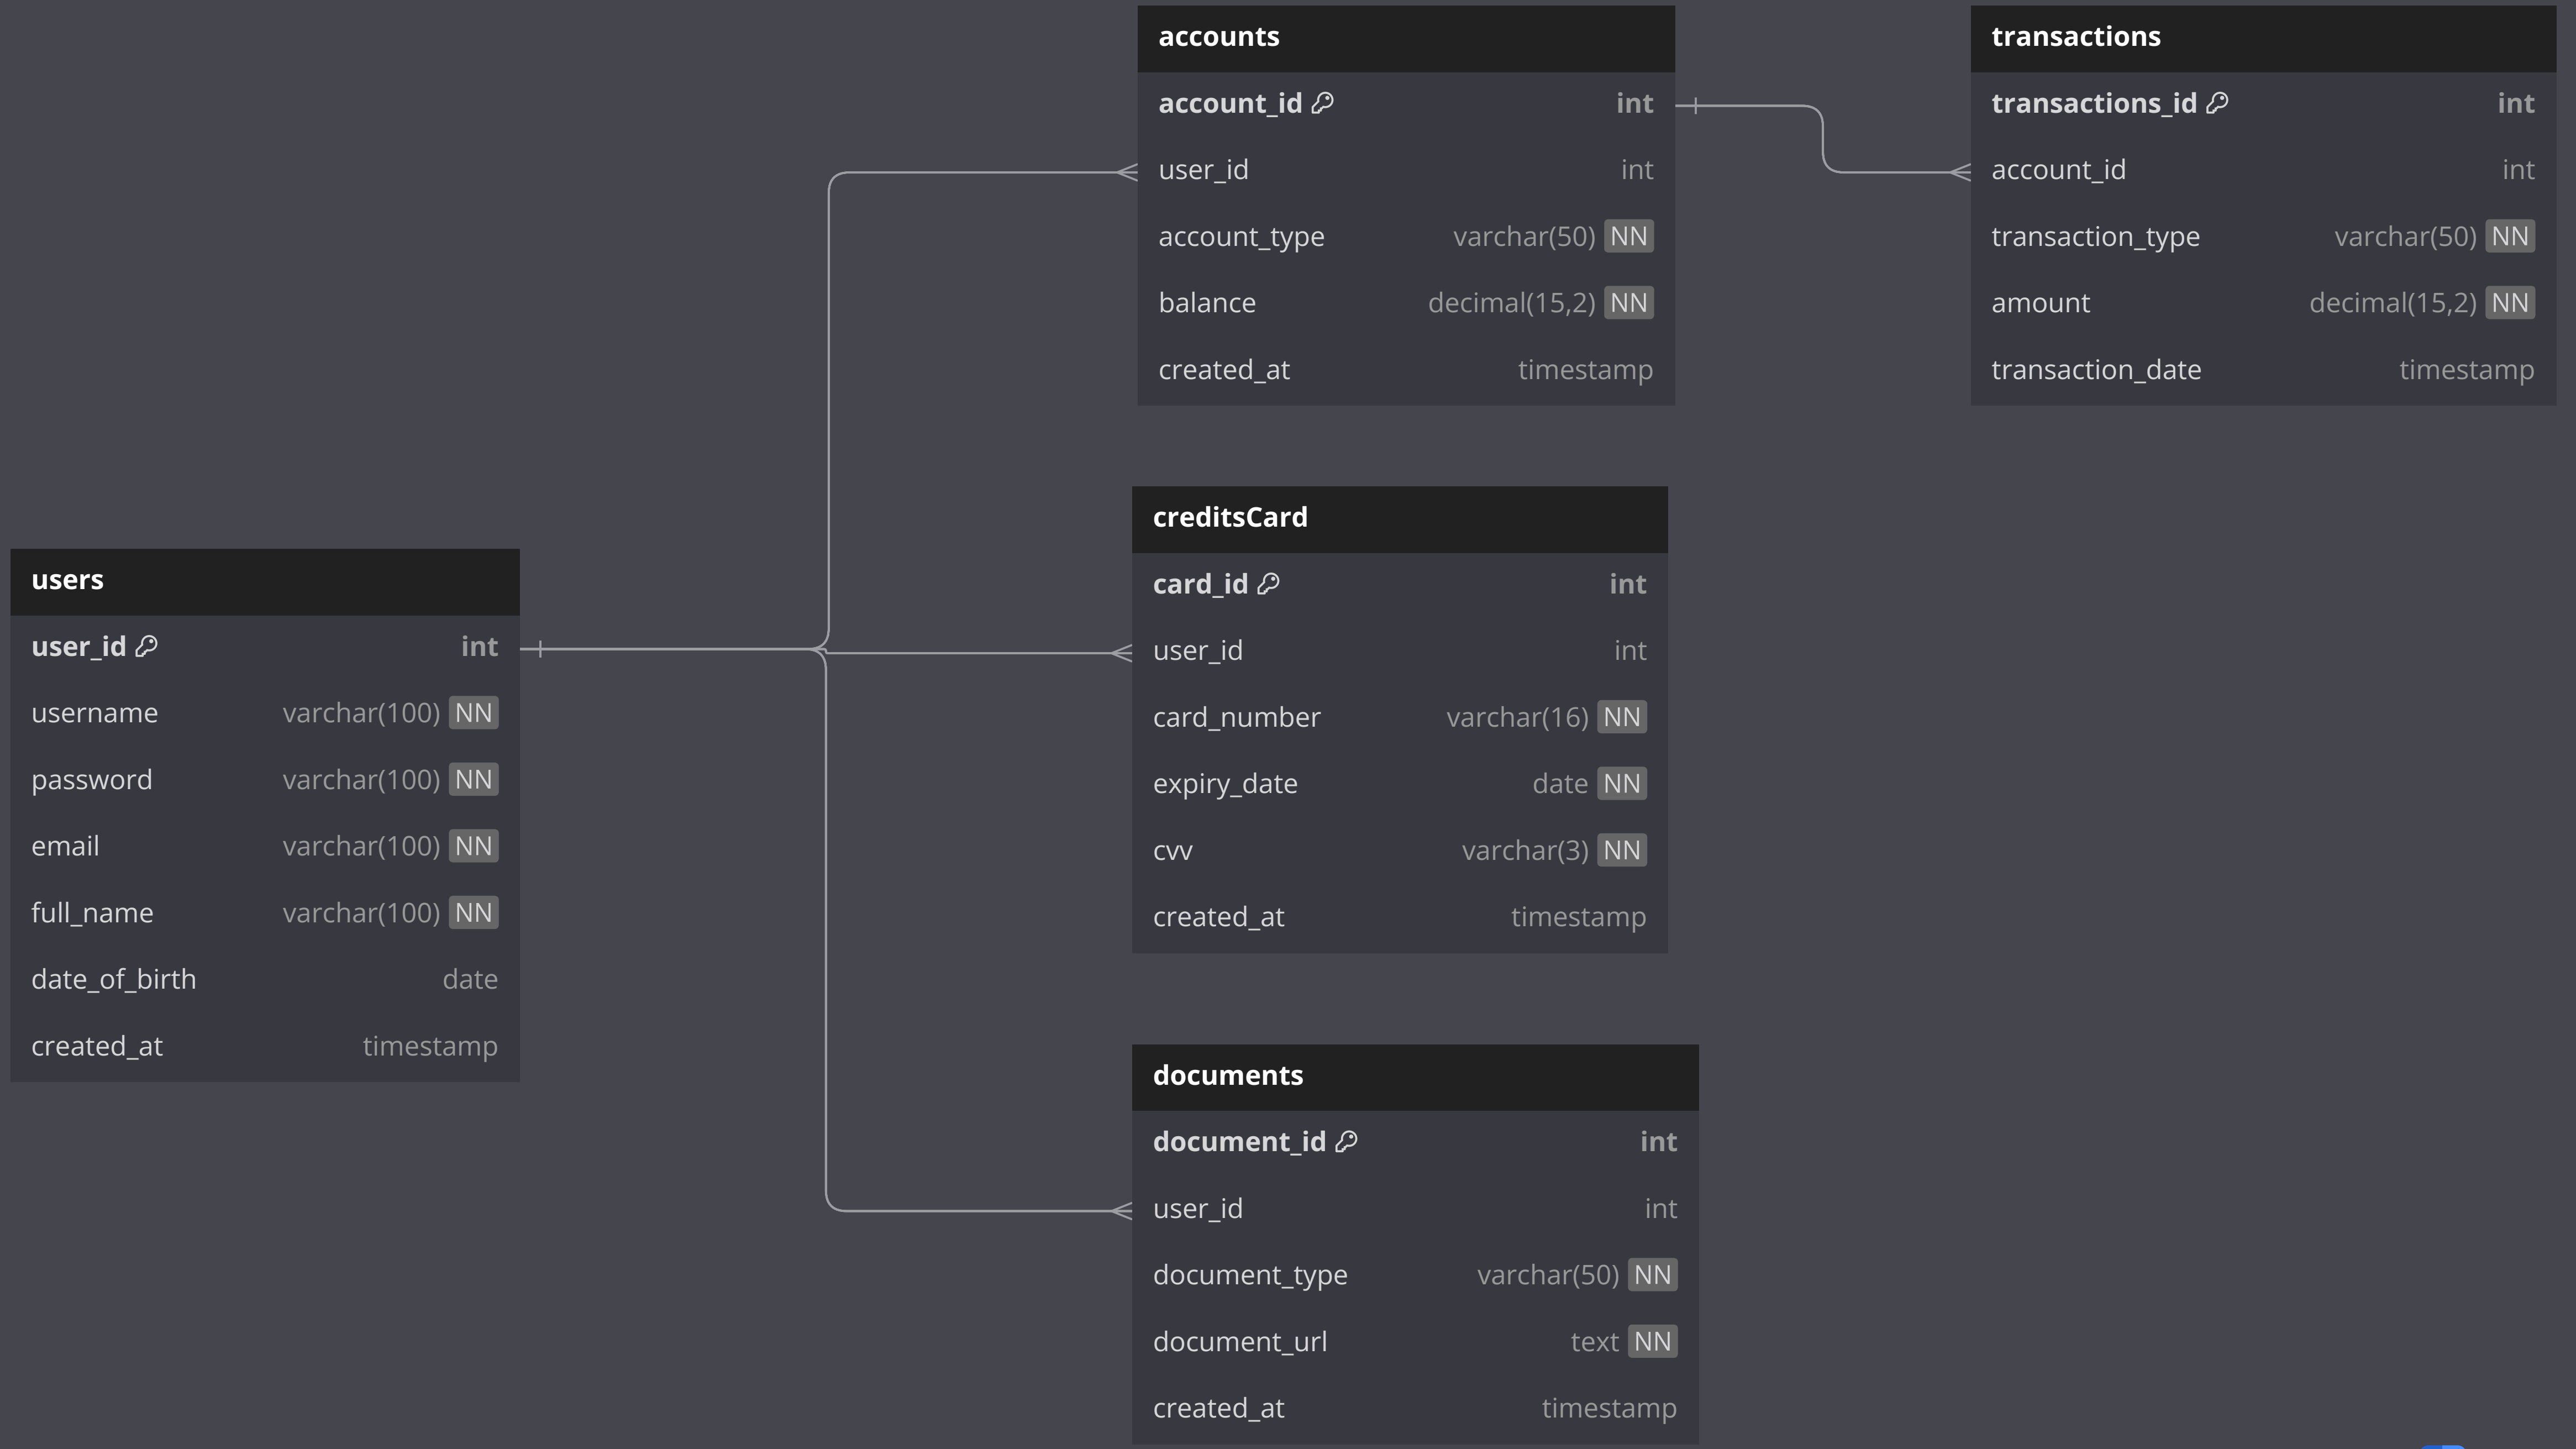 accounts
account_id int
user_id int
account_type varchar(50) NN
balance decimal(15,2) NN
created_at timestamp
transactions
transactions_id int
account_id int
transaction_type varchar(50) NN
amount decimal(15,2) NN
transaction_date timestamp
creditsCard
card_id int
user_id int
card_number varchar(16) NN
expiry_date date NN
cvv varchar(3) NN
created_at timestamp
users
user_id int
username varchar(100) NN
password varchar(100) NN
email varchar(100) NN
full_name varchar(100) NN
date_of_birth date
created_at timestamp
documents
document_id int
user_id int
document_type varchar(50) NN
document_url text NN
created_at timestamp